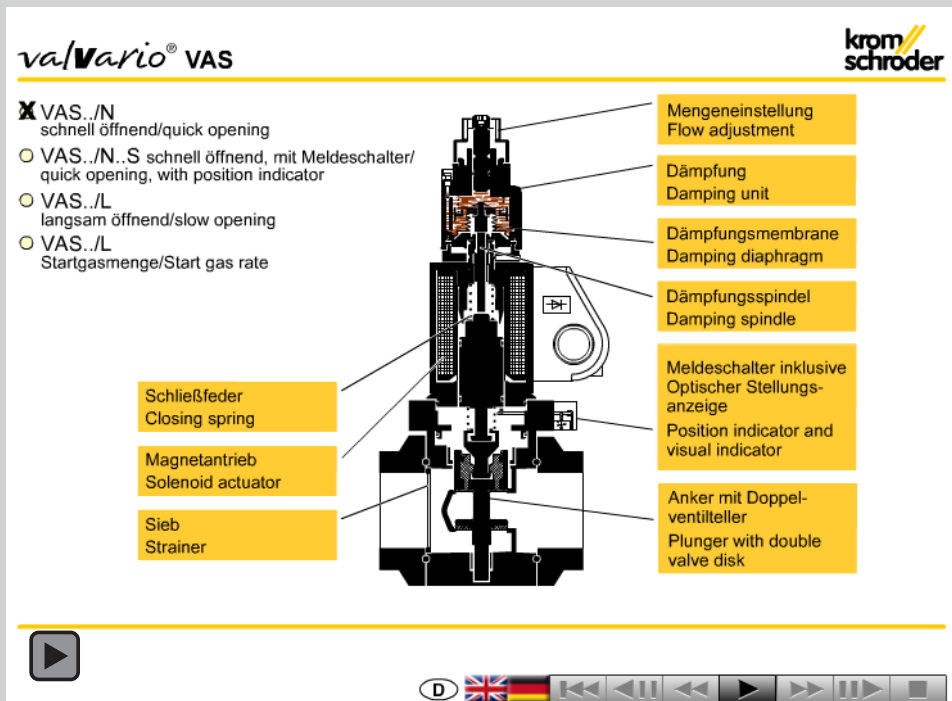 valVario® VAS
krom
schroder
X VAS../N
schnell öffnend/quick opening
VAS../N..S schnell öffnend, mit Meldeschalter/
quick opening, with position indicator
VAS../L
langsam öffnend/slow opening
VAS../L
Startgasmenge/Start gas rate
Mengeneinstellung
Flow adjustment
Dämpfung
Damping unit
Dämpfungsmembrane
Damping diaphragm
Dämpfungsspindel
Damping spindle
Meldeschalter inklusive
Optischer Stellungs-
anzeige
Position indicator and
visual indicator
Anker mit Doppel-
ventilteller
Plunger with double
valve disk
Schließfeder
Closing spring
Magnetantrieb
Solenoid actuator
Sieb
Strainer
D